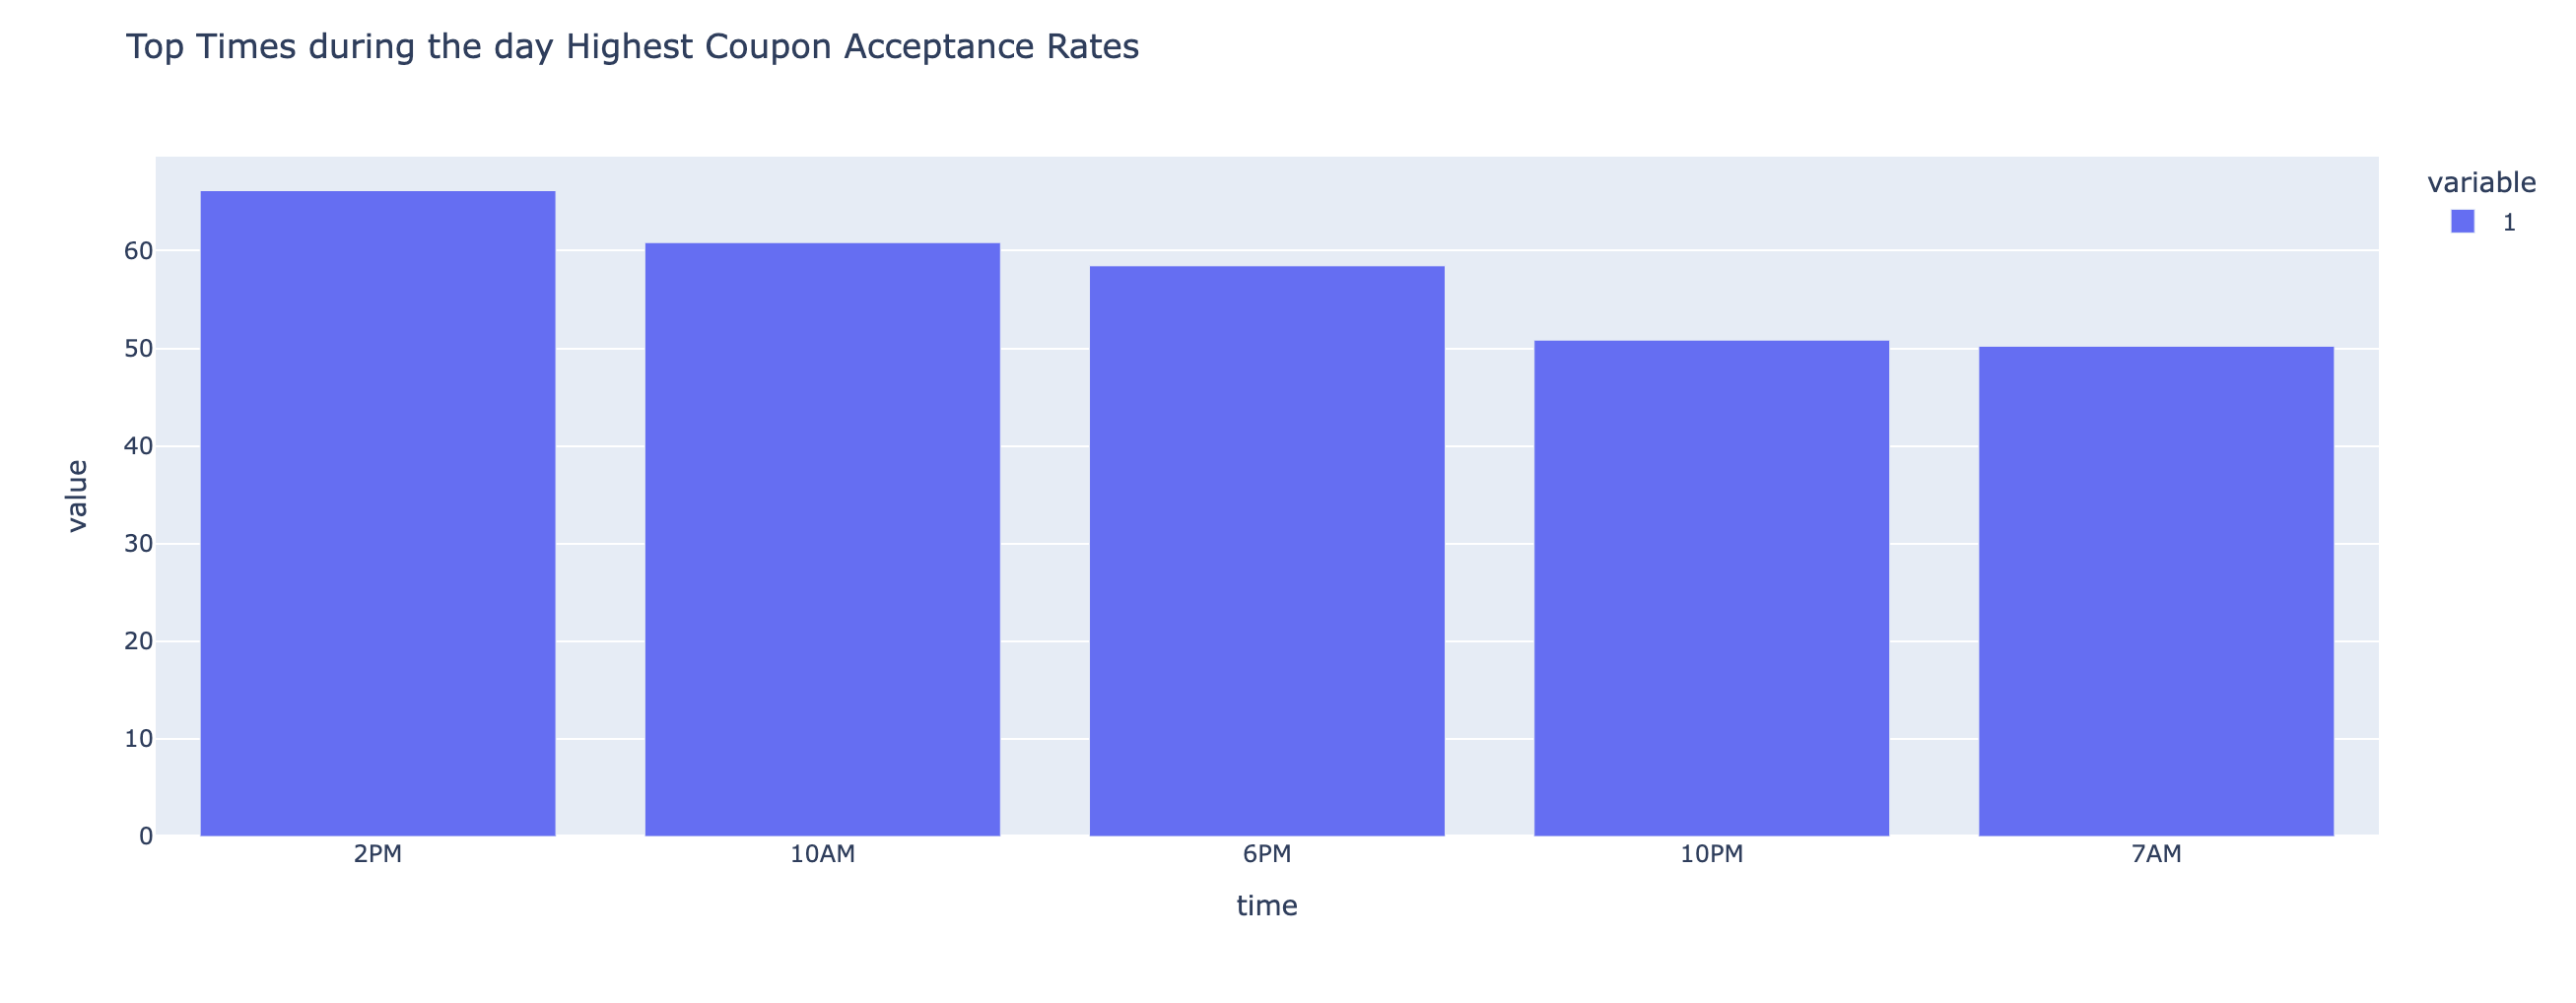 Top Times during the day Highest Coupon Acceptance Rates
variable
1
60
50
40
30
20
10
0
value
2PM 10AM 6PM 10PM 7AM
time